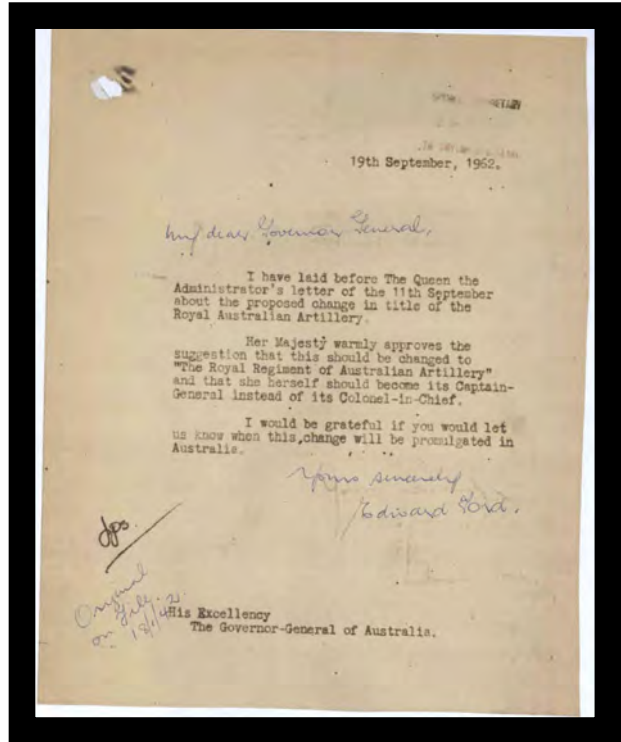 19th September, 1962.
My dear Governor General,
I have laid before The Queen the
Administrator's letter of the 11th September
about the proposed change in title of the
Royal Australian Artillery.
Her Majesty warmly approves the
suggestion that this should be changed to
"The Royal Regiment of Australian Artillery"
and that she herself should become its Captain-
General instead of its Colonel-in-Chief.
I would be grateful if you would let
us know when this,change will be promulgated in
Australia.
Yours sincerely
Edward Ford.
Original
on file.
His Excellency
The Governor-General of Australia.